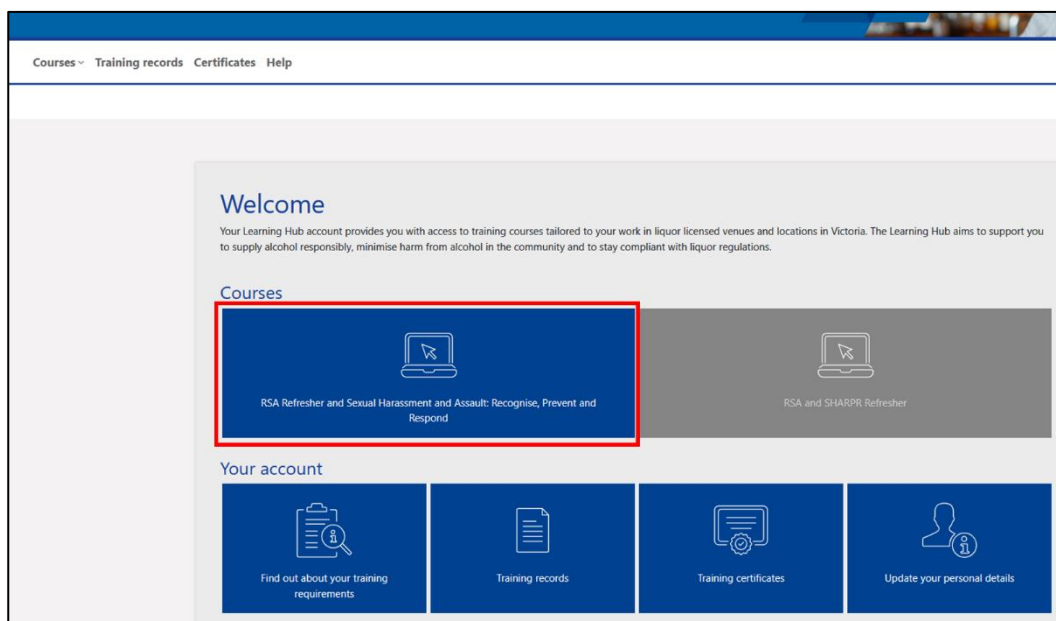 Courses Training records Certificates Help
Welcome
Your Learning Hub account provides you with access to training courses tailored to your work in liquor licensed venues and locations in Victoria. The Learning Hub aims to support you
to supply alcohol responsibly, minimise harm from alcohol in the community and to stay compliant with liquor regulations.
Courses
RSA Refresher and Sexual Harassment and Assault: Recognise, Prevent and
Respond
RSA and SHARPR Refresher
Your account
Find out about your training
requirements
Training records
Training certificates
Update your personal details